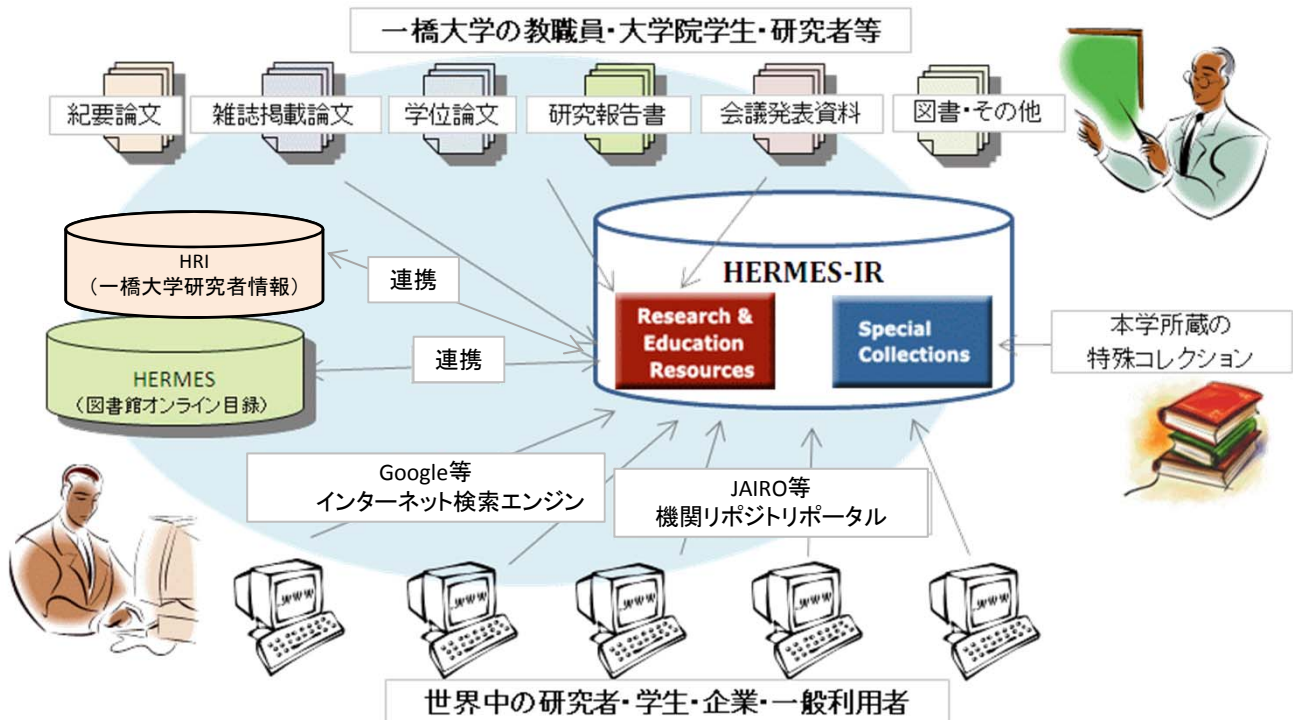 一橋大学の教職員・大学院学生・研究者等
紀要論文
雑誌掲載論文
学位論文
研究報告書
会議発表資料
図書・その他
HRI
（一橋大学研究者情報）
連携
HERMES
（図書館オンライン目録）
連携
HERMES-IR
Research &
Education
Resources
Special
Collections
本学所蔵の
特殊コレクション
Google等
インターネット検索エンジン
JAIRO等
機関リポジトリポータル
WWW
WWW
WWW
WWW
WWW
世界中の研究者・学生・企業・一般利用者